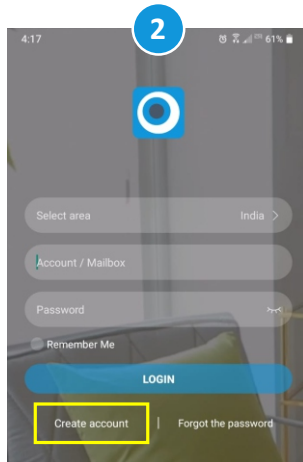 2
4:17 61%
Select area India >
Account / Mailbox
Password
Remember Me
LOGIN
Create account | Forgot the password